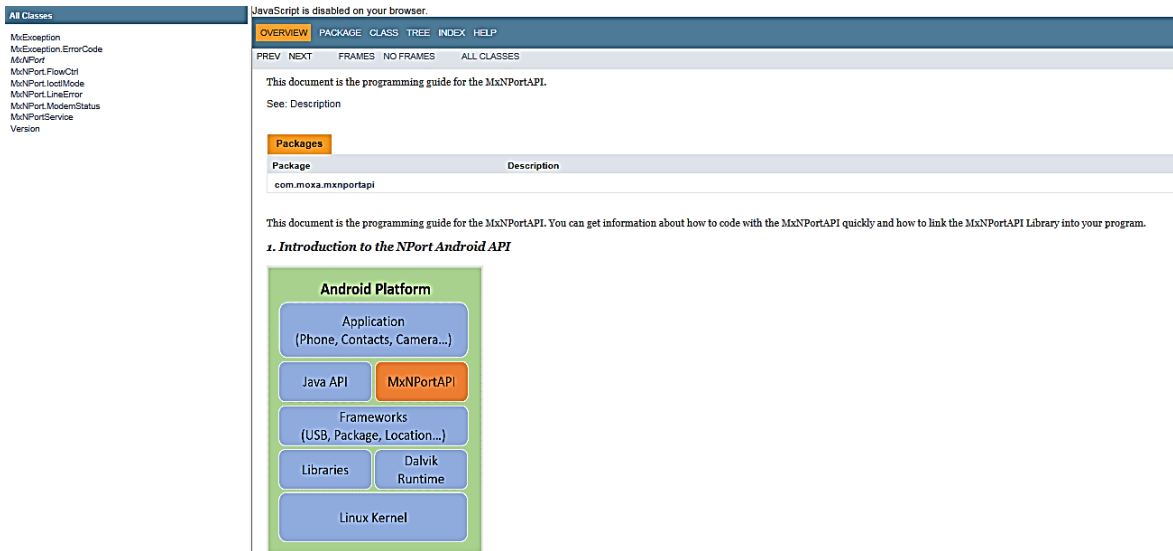 All Classes
MxException
MxException.ErrorCode
MxNPort
MxNPort.FlowCtrl
MxNPort.IoctlMode
MxNPort.LineError
MxNPort.ModemStatus
MxNPortService
Version
JavaScript is disabled on your browser.
OVERVIEW PACKAGE CLASS TREE INDEX HELP
PREV NEXT FRAMES NO FRAMES ALL CLASSES
This document is the programming guide for the MxNPortAPI.
See: Description
Packages
Package Description
com.moxa.mxnportapi
This document is the programming guide for the MxNPortAPI. You can get information about how to code with the MxNPortAPI quickly and how to link the MxNPortAPI Library into your program.
1. Introduction to the NPort Android API
Android Platform
Application
(Phone, Contacts, Camera...)
Java API MxNPortAPI
Frameworks
(USB, Package, Location...)
Libraries
Dalvik
Runtime
Linux Kernel